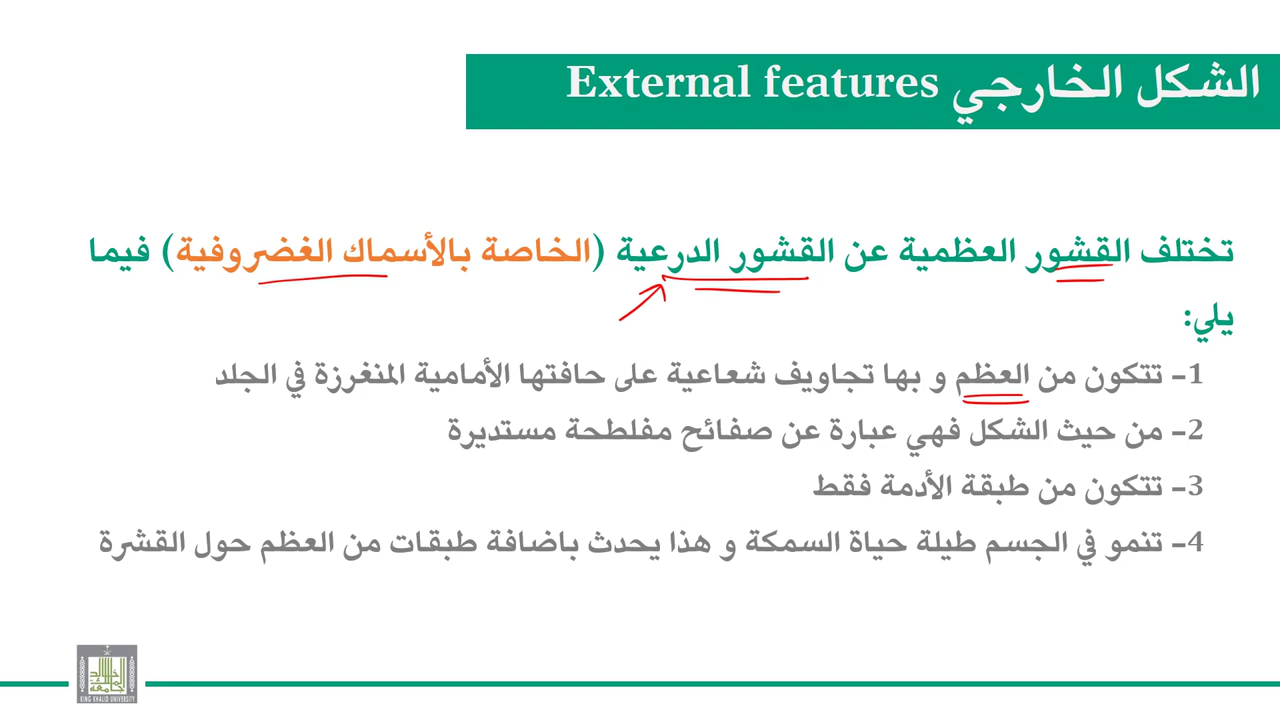 الشكل الخارجي External features
تختلف القشور العظمية عن القشور الدرعية (الخاصة بالأسماك الغضروفية) فيما
يلي:
1- تتكون من العظم و بها تجاويف شعاعية على حافتها الأمامية المنغرزة في الجلد
2- من حيث الشكل فهي عبارة عن صفائح مفلطحة مستديرة
3- تتكون من طبقة الأدمة فقط
4- تنمو في الجسم طيلة حياة السمكة و هذا يحدث باضافة طبقات من العظم حول القشرة
KING KHALID UNIVERSITY